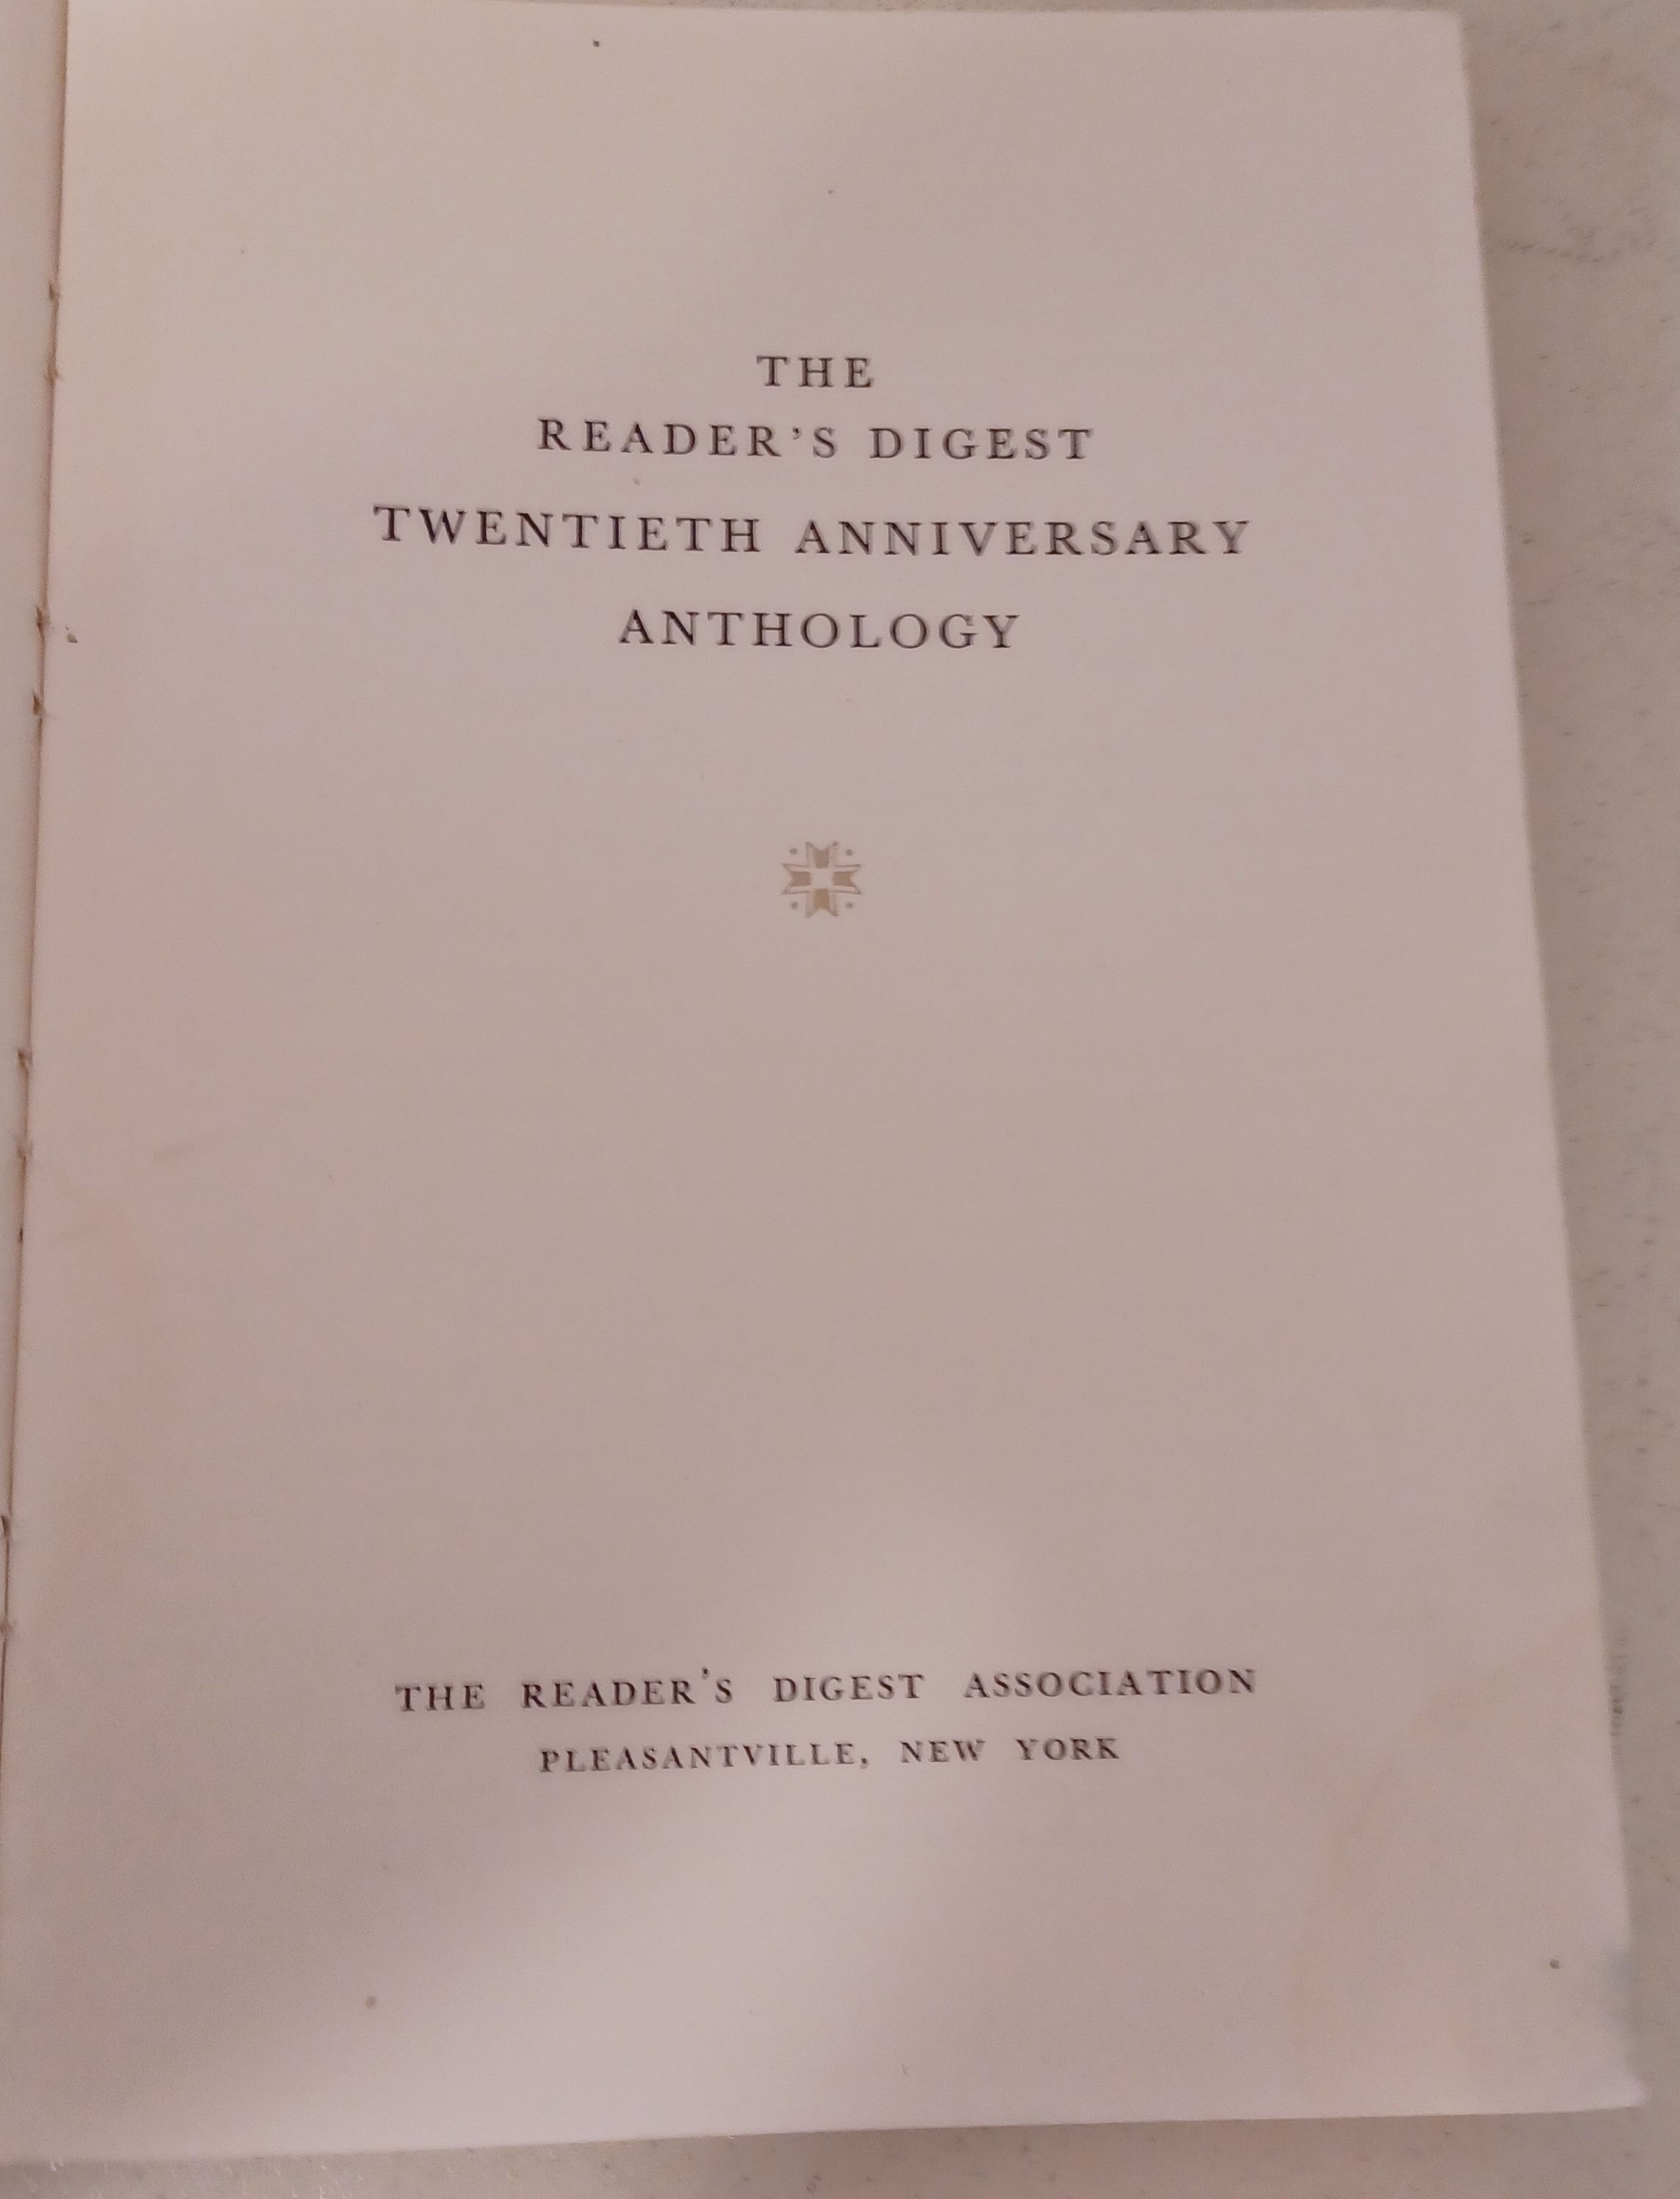 THE
READER'S DIGEST
TWENTIETH ANNIVERSARY
ANTHOLOGY
THE READER'S DIGEST ASSOCIATION
PLEASANTVILLE, NEW YORK